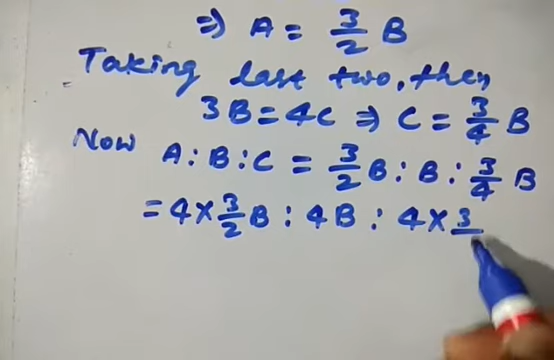 ⇒ A = 3/2 B
Taking last two, then
3B = 4C ⇒ C = 3/4 B
Now A : B : C = 3/2 B : B : 3/4 B
= 4 × 3/2 B : 4B : 4 × 3